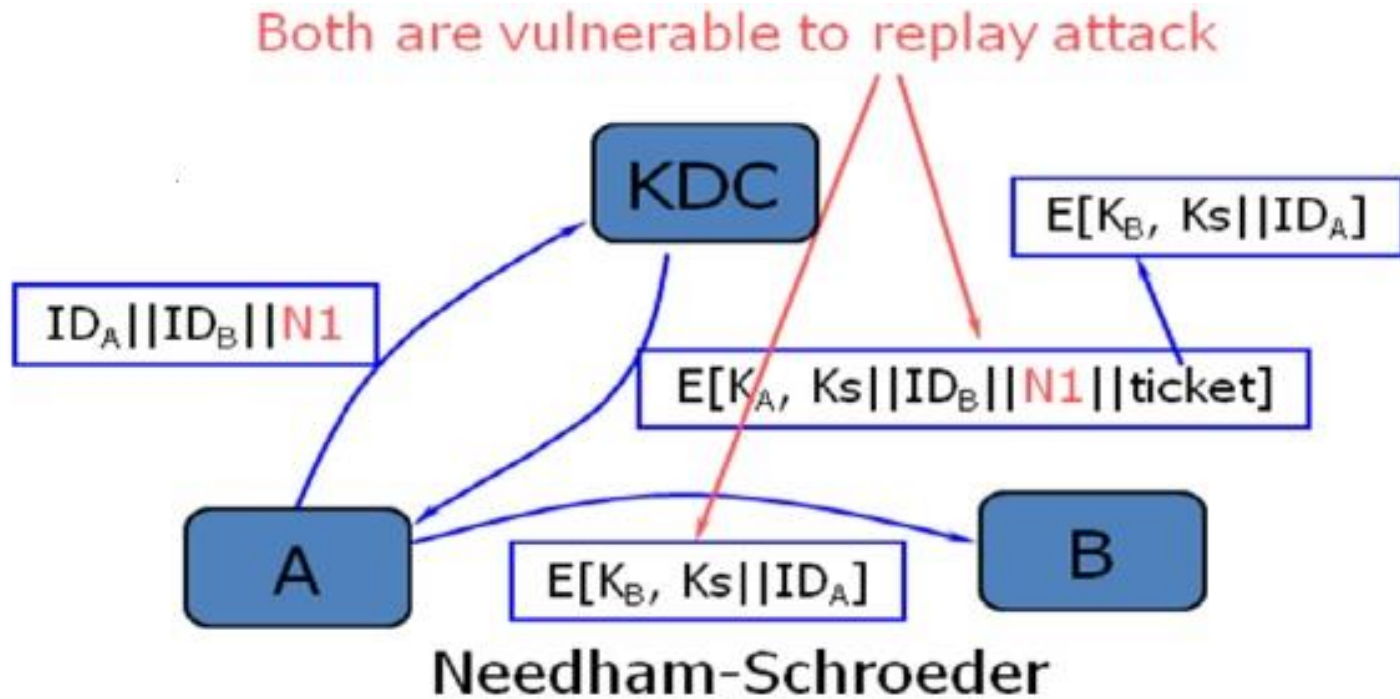 Both are vulnerable to replay attack
KDC
E[K_B, Ks||ID_A]
ID_A||ID_B||N1
E[K_A, Ks||ID_B||N1||ticket]
A
B
E[K_B, Ks||ID_A]
Needham-Schroeder